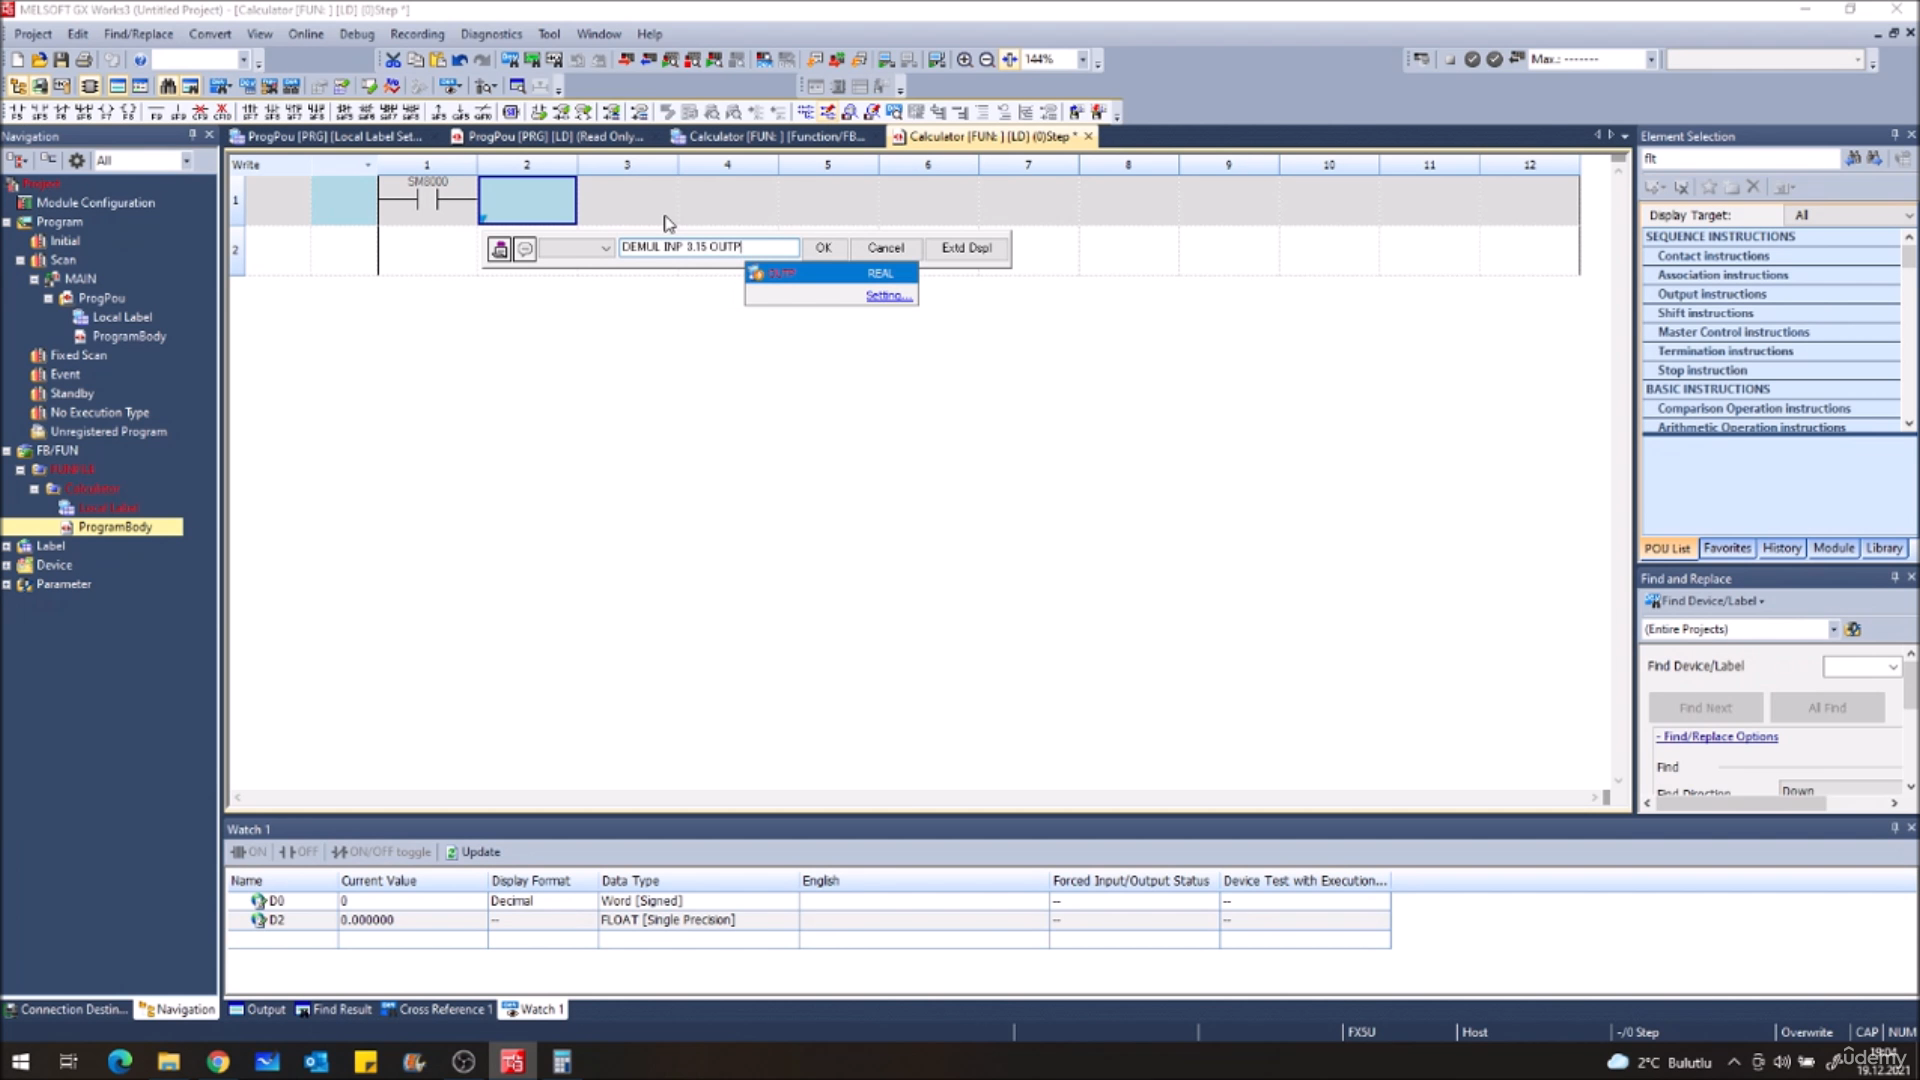 MELSOFT GX Works3 (Untitled Project) - [Calculator [FUN: ] [LD] (0)Step *]
Project Edit Find/Replace Convert View Online Debug Recording Diagnostics Tool Window Help
144%
Max.: -------
Navigation
All
Project
Module Configuration
Program
Initial
Scan
MAIN
ProgPou
Local Label
ProgramBody
Fixed Scan
Event
Standby
No Execution Type
Unregistered Program
FB/FUN
Calculator
Local Label
ProgramBody
Label
Device
Parameter
ProgPou [PRG] [Local Label Set...
ProgPou [PRG] [LD] (Read Only...
Calculator [FUN: ] [Function/FB...
Calculator [FUN: ] [LD] (0)Step *
Write 1 2 3 4 5 6 7 8 9 10 11 12
SM8000
1
2
DEMUL INP 3.15 OUTP OK Cancel Extd Dspl
OUTP REAL
Setting...
Element Selection
flt
Display Target: All
SEQUENCE INSTRUCTIONS
Contact instructions
Association instructions
Output instructions
Shift instructions
Master Control instructions
Termination instructions
Stop instruction
BASIC INSTRUCTIONS
Comparison Operation instructions
Arithmetic Operation instructions
POU List Favorites History Module Library
Find and Replace
Find Device/Label
(Entire Projects)
Find Device/Label
Find Next All Find
- Find/Replace Options
Find
Find Direction Down
Watch 1
ON OFF ON/OFF toggle Update
Name Current Value Display Format Data Type English Forced Input/Output Status Device Test with Execution...
D0 0 Decimal Word [Signed] -- --
D2 0.000000 -- FLOAT [Single Precision] -- --
Connection Destin... Navigation Output Find Result Cross Reference 1 Watch 1
FX5U Host -/0 Step Overwrite CAP NUM
2°C Bulutlu
19:04
19.12.2021
ûdemy